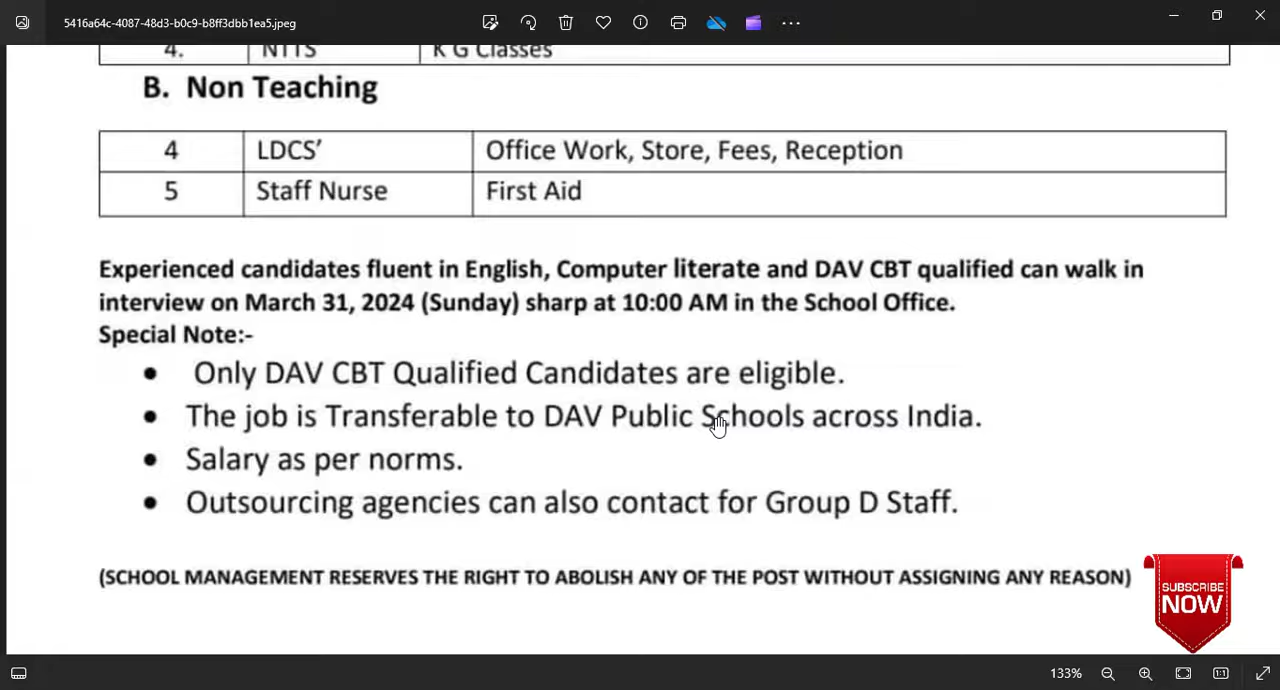 5416a64c-4087-48d3-b0c9-b8ff3dbb1ea5.jpeg
4. NTTS K G Classes
B. Non Teaching
4 LDCS’ Office Work, Store, Fees, Reception
5 Staff Nurse First Aid
Experienced candidates fluent in English, Computer literate and DAV CBT qualified can walk in
interview on March 31, 2024 (Sunday) sharp at 10:00 AM in the School Office.
Special Note:-
• Only DAV CBT Qualified Candidates are eligible.
• The job is Transferable to DAV Public Schools across India.
• Salary as per norms.
• Outsourcing agencies can also contact for Group D Staff.
(SCHOOL MANAGEMENT RESERVES THE RIGHT TO ABOLISH ANY OF THE POST WITHOUT ASSIGNING ANY REASON)
SUBSCRIBE
NOW
133%
1:1